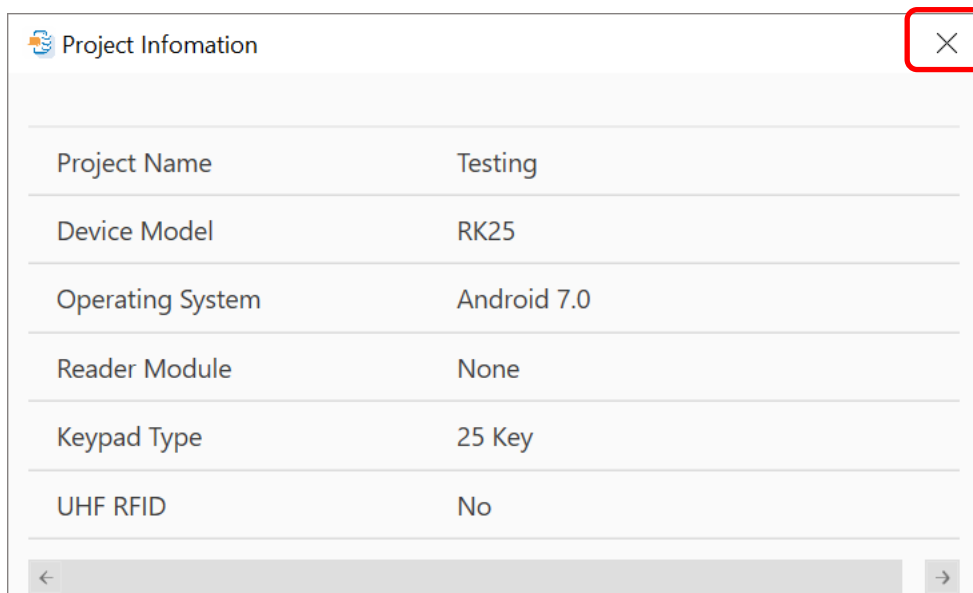 Project Infomation
Project Name Testing
Device Model RK25
Operating System Android 7.0
Reader Module None
Keypad Type 25 Key
UHF RFID No